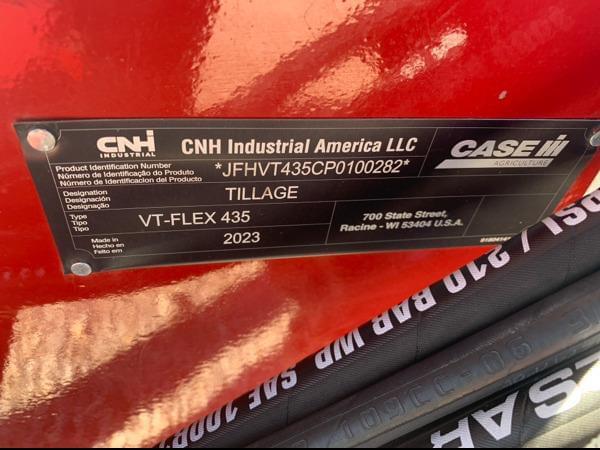 CNH
INDUSTRIAL
CNH Industrial America LLC
CASE IH
AGRICULTURE
Product Identification Number
Número de Identificação do Produto
Número de Identificacion del Producto
*JFHVT435CP0100282*
Designation
Designación
Designação
TILLAGE
Type
Tipo
Tipo
VT-FLEX 435
700 State Street,
Racine - WI 53404 U.S.A.
Made in
Hecho en
Feito em
2023
PSI / 210 BAR WP SAE 100R